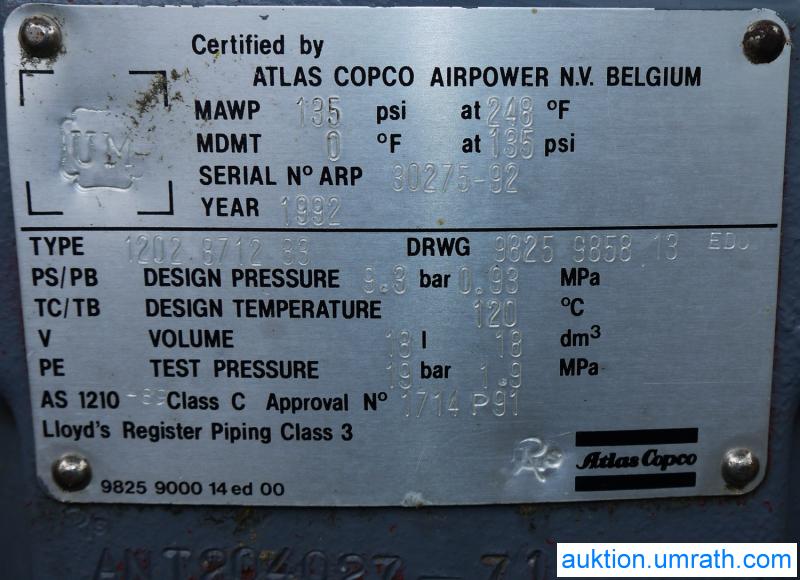 Certified by
ATLAS COPCO AIRPOWER N.V. BELGIUM
UM
MAWP 135 psi at 248 °F
MDMT 0 °F at 135 psi
SERIAL N° ARP 30275-92
YEAR 1992
TYPE 1202 8712 83 DRWG 9825 9858 13 ED
PS/PB DESIGN PRESSURE 9.3 bar 0.93 MPa
TC/TB DESIGN TEMPERATURE 120 °C
V VOLUME 18 l 18 dm³
PE TEST PRESSURE 19 bar 1.9 MPa
AS 1210 -89 Class C Approval N° 1714 P91
Lloyd's Register Piping Class 3
Atlas Copco
9825 9000 14 ed 00
auktion.umrath.com